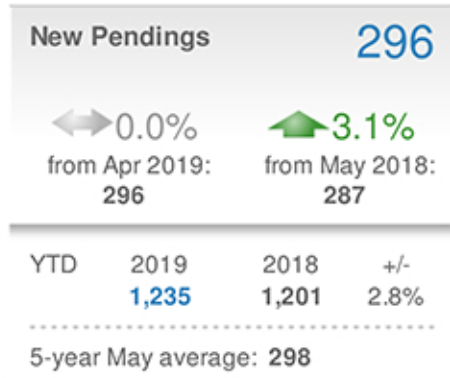 New Pendings 296
0.0% 3.1%
from Apr 2019: from May 2018:
296 287
YTD 2019 2018 +/-
1,235 1,201 2.8%
5-year May average: 298